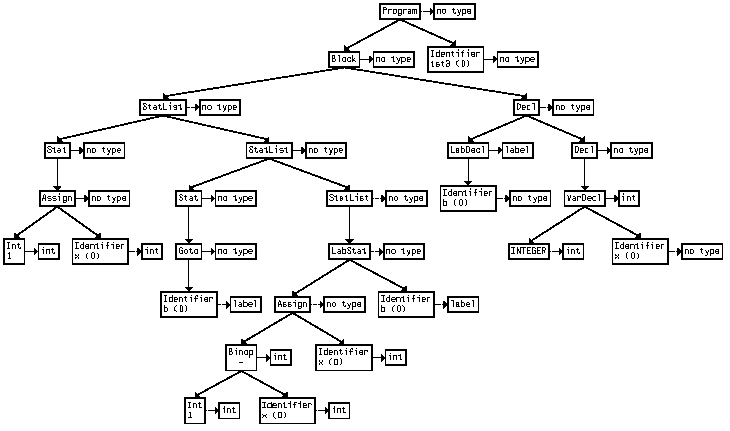 Program no type
Block no type Identifier no type
tst3 (0)
StatList no type Decl no type
Stat no type StatList no type LabDecl label Decl no type
Assign no type Stat no type StatList no type Identifier no type VarDecl int
b (0)
Int int Identifier int Goto no type LabStat no type INTEGER int Identifier no type
1 x (0) x (0)
Identifier label Assign no type Identifier label
b (0) b (0)
Binop int Identifier int
- x (0)
Int int Identifier int
1 x (0)